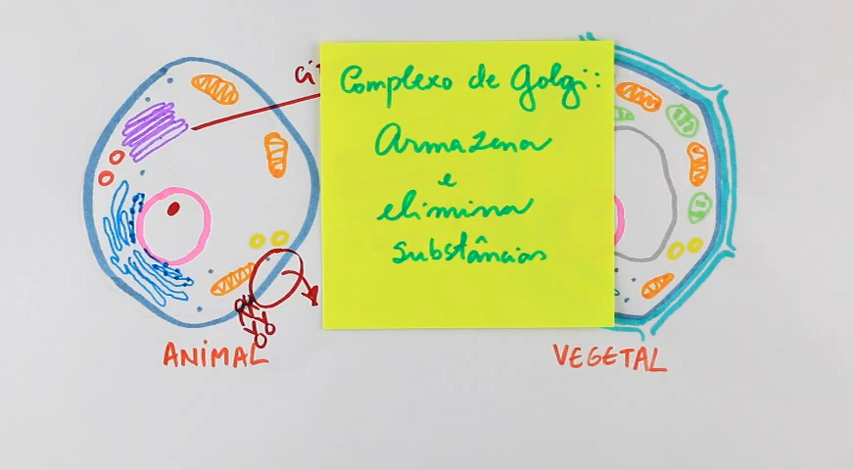 Complexo de Golgi:
Armazena
e
elimina
substâncias
ANIMAL
VEGETAL